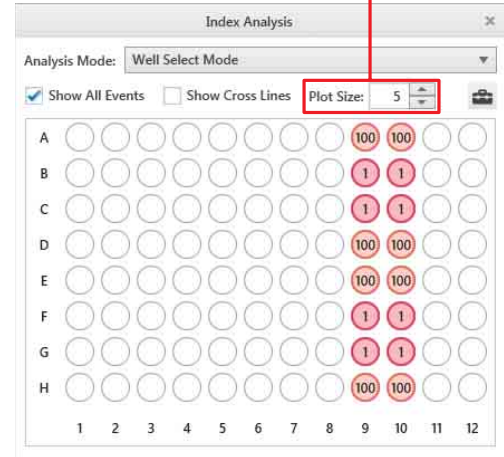 Index Analysis
Analysis Mode: Well Select Mode
Show All Events Show Cross Lines Plot Size: 5
A 100 100
B 1 1
C 1 1
D 100 100
E 100 100
F 1 1
G 1 1
H 100 100
1 2 3 4 5 6 7 8 9 10 11 12